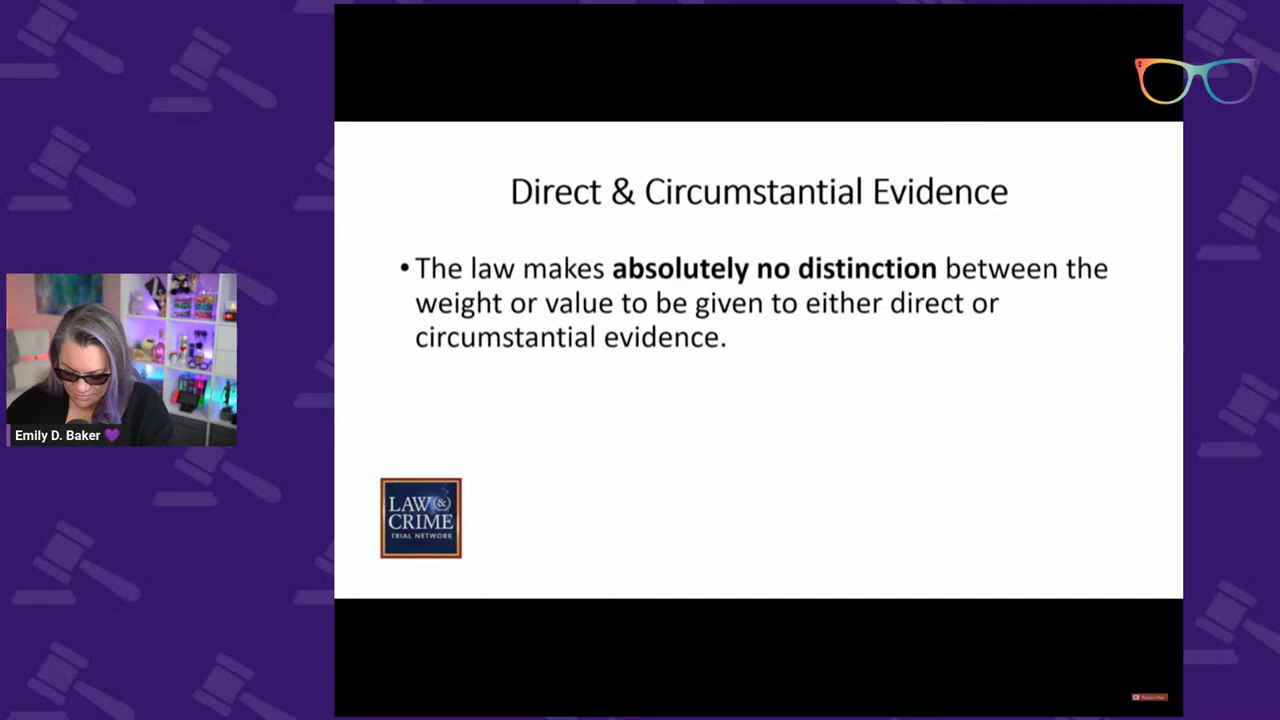 Direct & Circumstantial Evidence
• The law makes absolutely no distinction between the
weight or value to be given to either direct or
circumstantial evidence.
Emily D. Baker 💜
LAW &
CRIME
TRIAL NETWORK